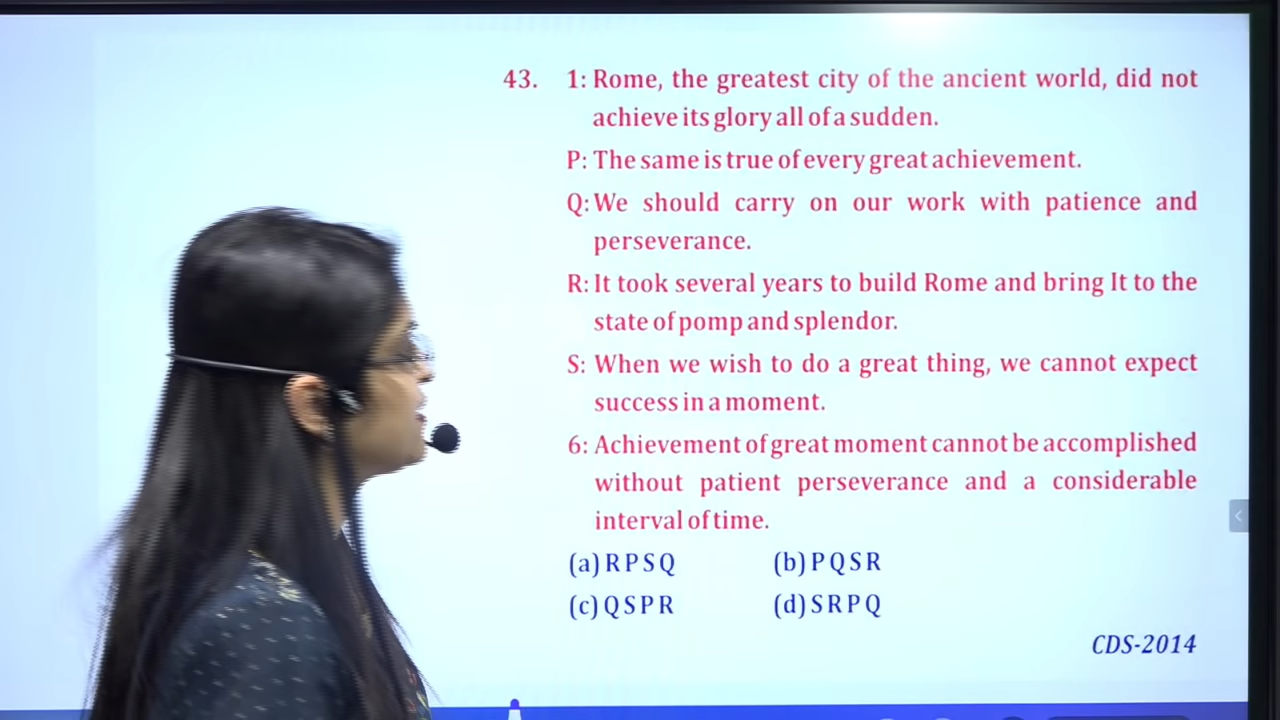 43. 1: Rome, the greatest city of the ancient world, did not
achieve its glory all of a sudden.
P: The same is true of every great achievement.
Q: We should carry on our work with patience and
perseverance.
R: It took several years to build Rome and bring It to the
state of pomp and splendor.
S: When we wish to do a great thing, we cannot expect
success in a moment.
6: Achievement of great moment cannot be accomplished
without patient perseverance and a considerable
interval of time.
(a) R P S Q (b) P Q S R
(c) Q S P R (d) S R P Q
CDS-2014